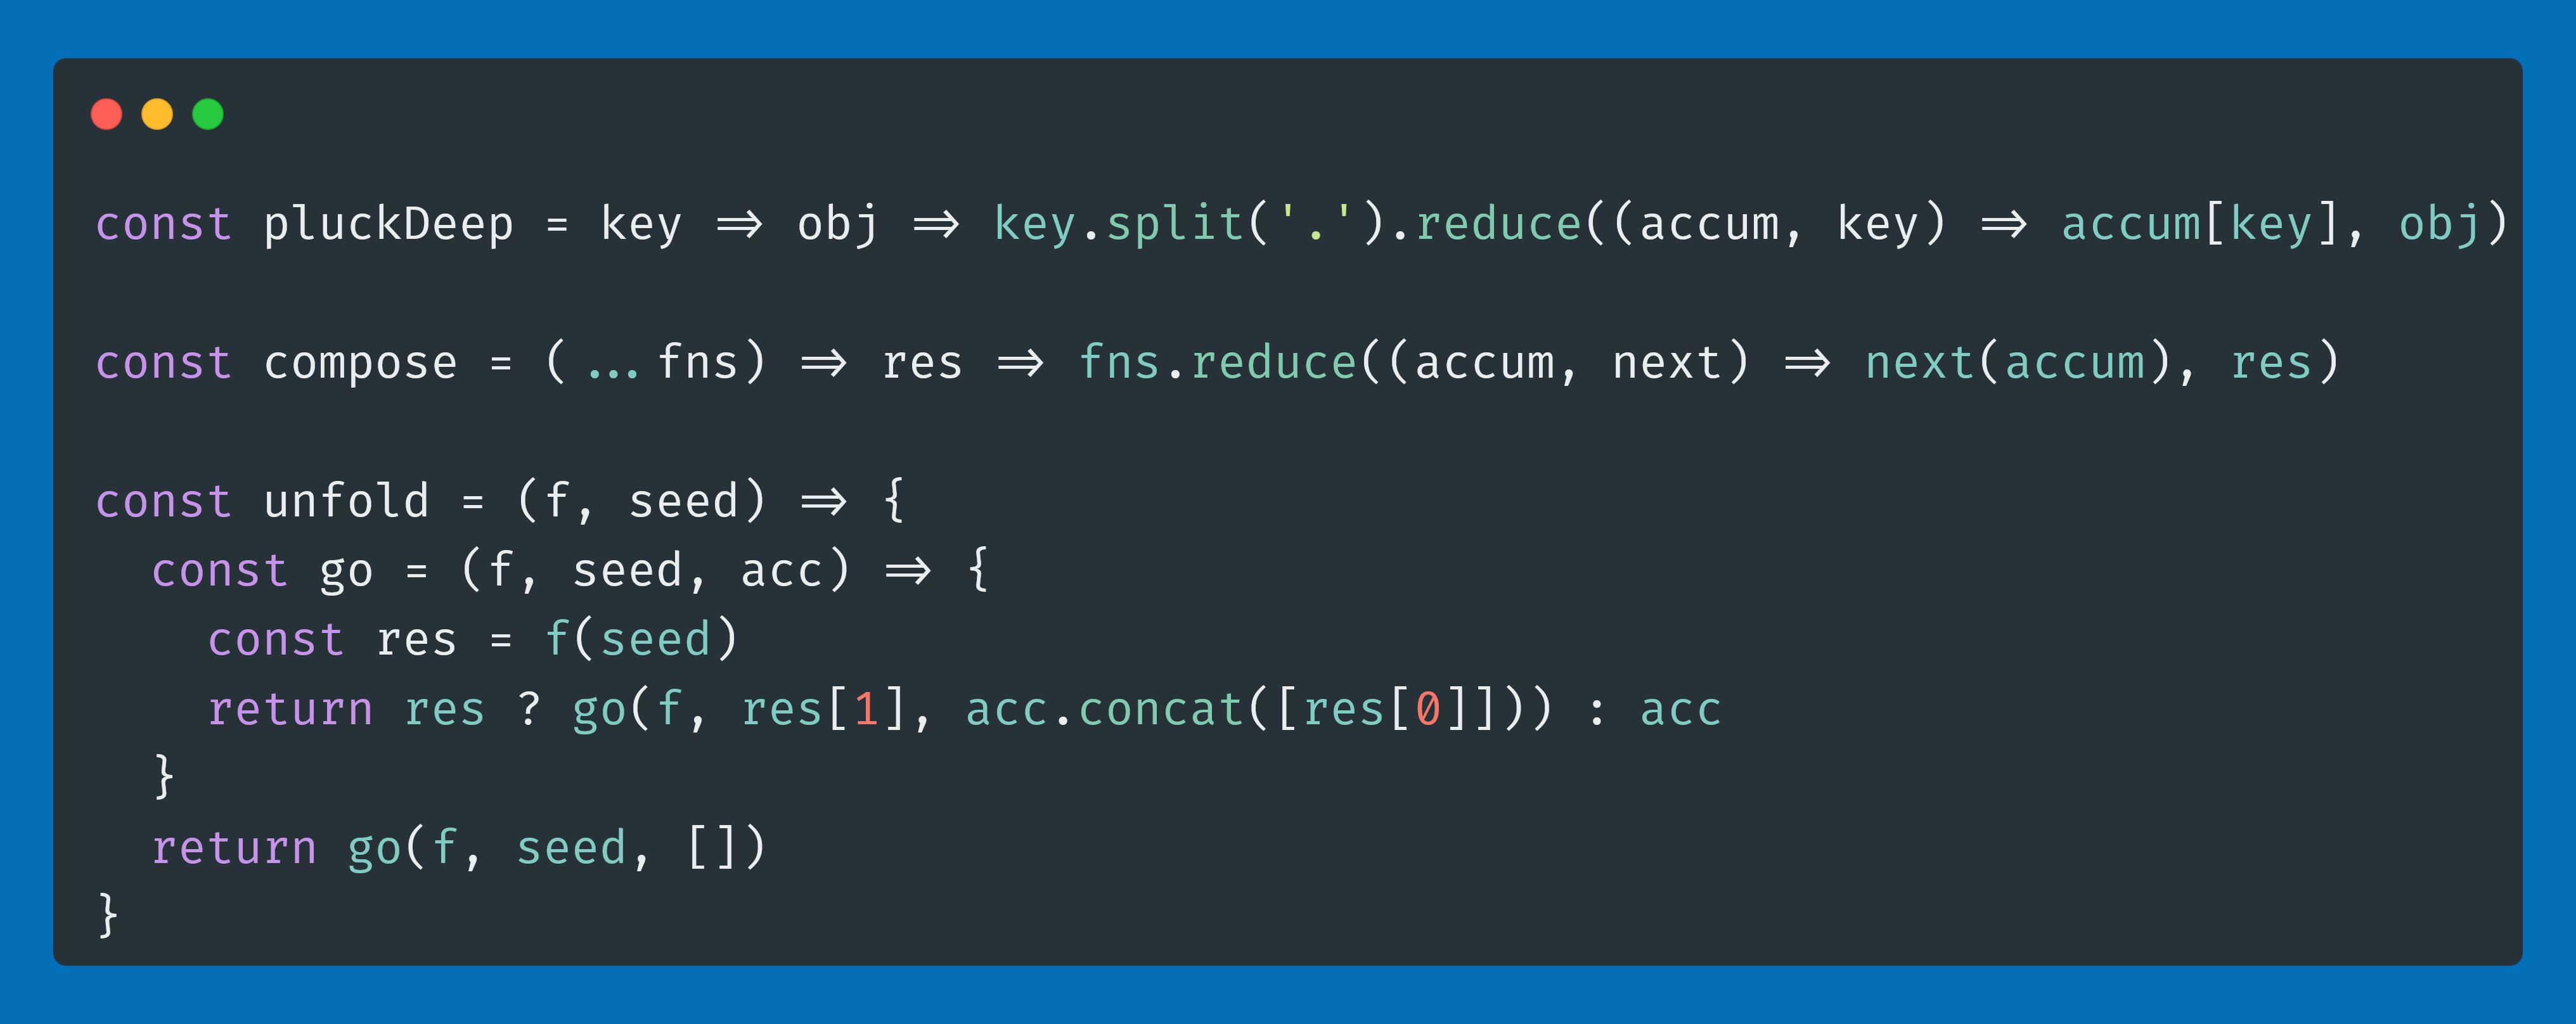 const pluckDeep = key => obj => key.split('.').reduce((accum, key) => accum[key], obj)

const compose = (...fns) => res => fns.reduce((accum, next) => next(accum), res)

const unfold = (f, seed) => {
  const go = (f, seed, acc) => {
    const res = f(seed)
    return res ? go(f, res[1], acc.concat([res[0]])) : acc
  }
  return go(f, seed, [])
}